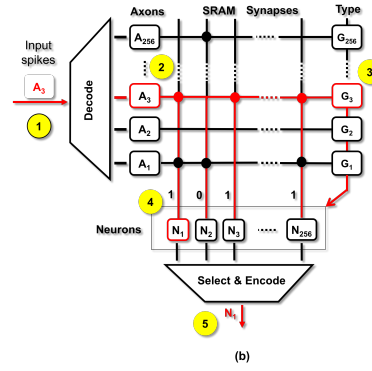 Axons SRAM Synapses Type
Input
spikes
A256 G256
2 3
A3 A3 G3
Decode
1
A2 G2
A1 G1
1 0 1 1
4
Neurons N1 N2 N3 N256
Select & Encode
5 N1
(b)